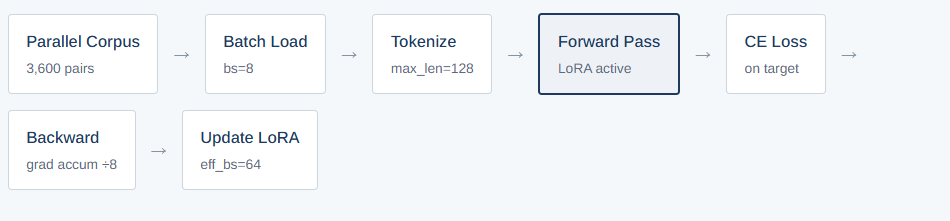 Parallel Corpus
3,600 pairs
→
Batch Load
bs=8
→
Tokenize
max_len=128
→
Forward Pass
LoRA active
→
CE Loss
on target
→
Backward
grad accum ÷8
→
Update LoRA
eff_bs=64